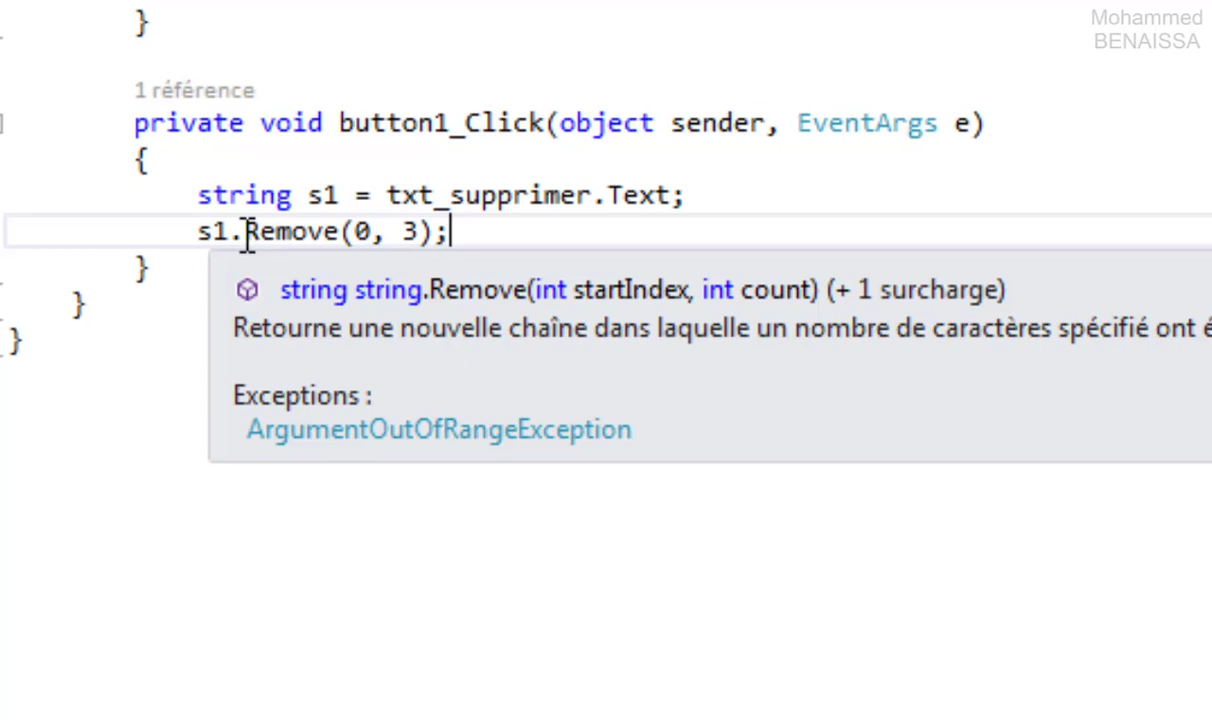 Mohammed
BENAISSA
}
1 référence
private void button1_Click(object sender, EventArgs e)
{
string s1 = txt_supprimer.Text;
s1.Remove(0, 3);
}
string string.Remove(int startIndex, int count) (+ 1 surcharge)
}
Retourne une nouvelle chaîne dans laquelle un nombre de caractères spécifié ont é
}
Exceptions :
ArgumentOutOfRangeException